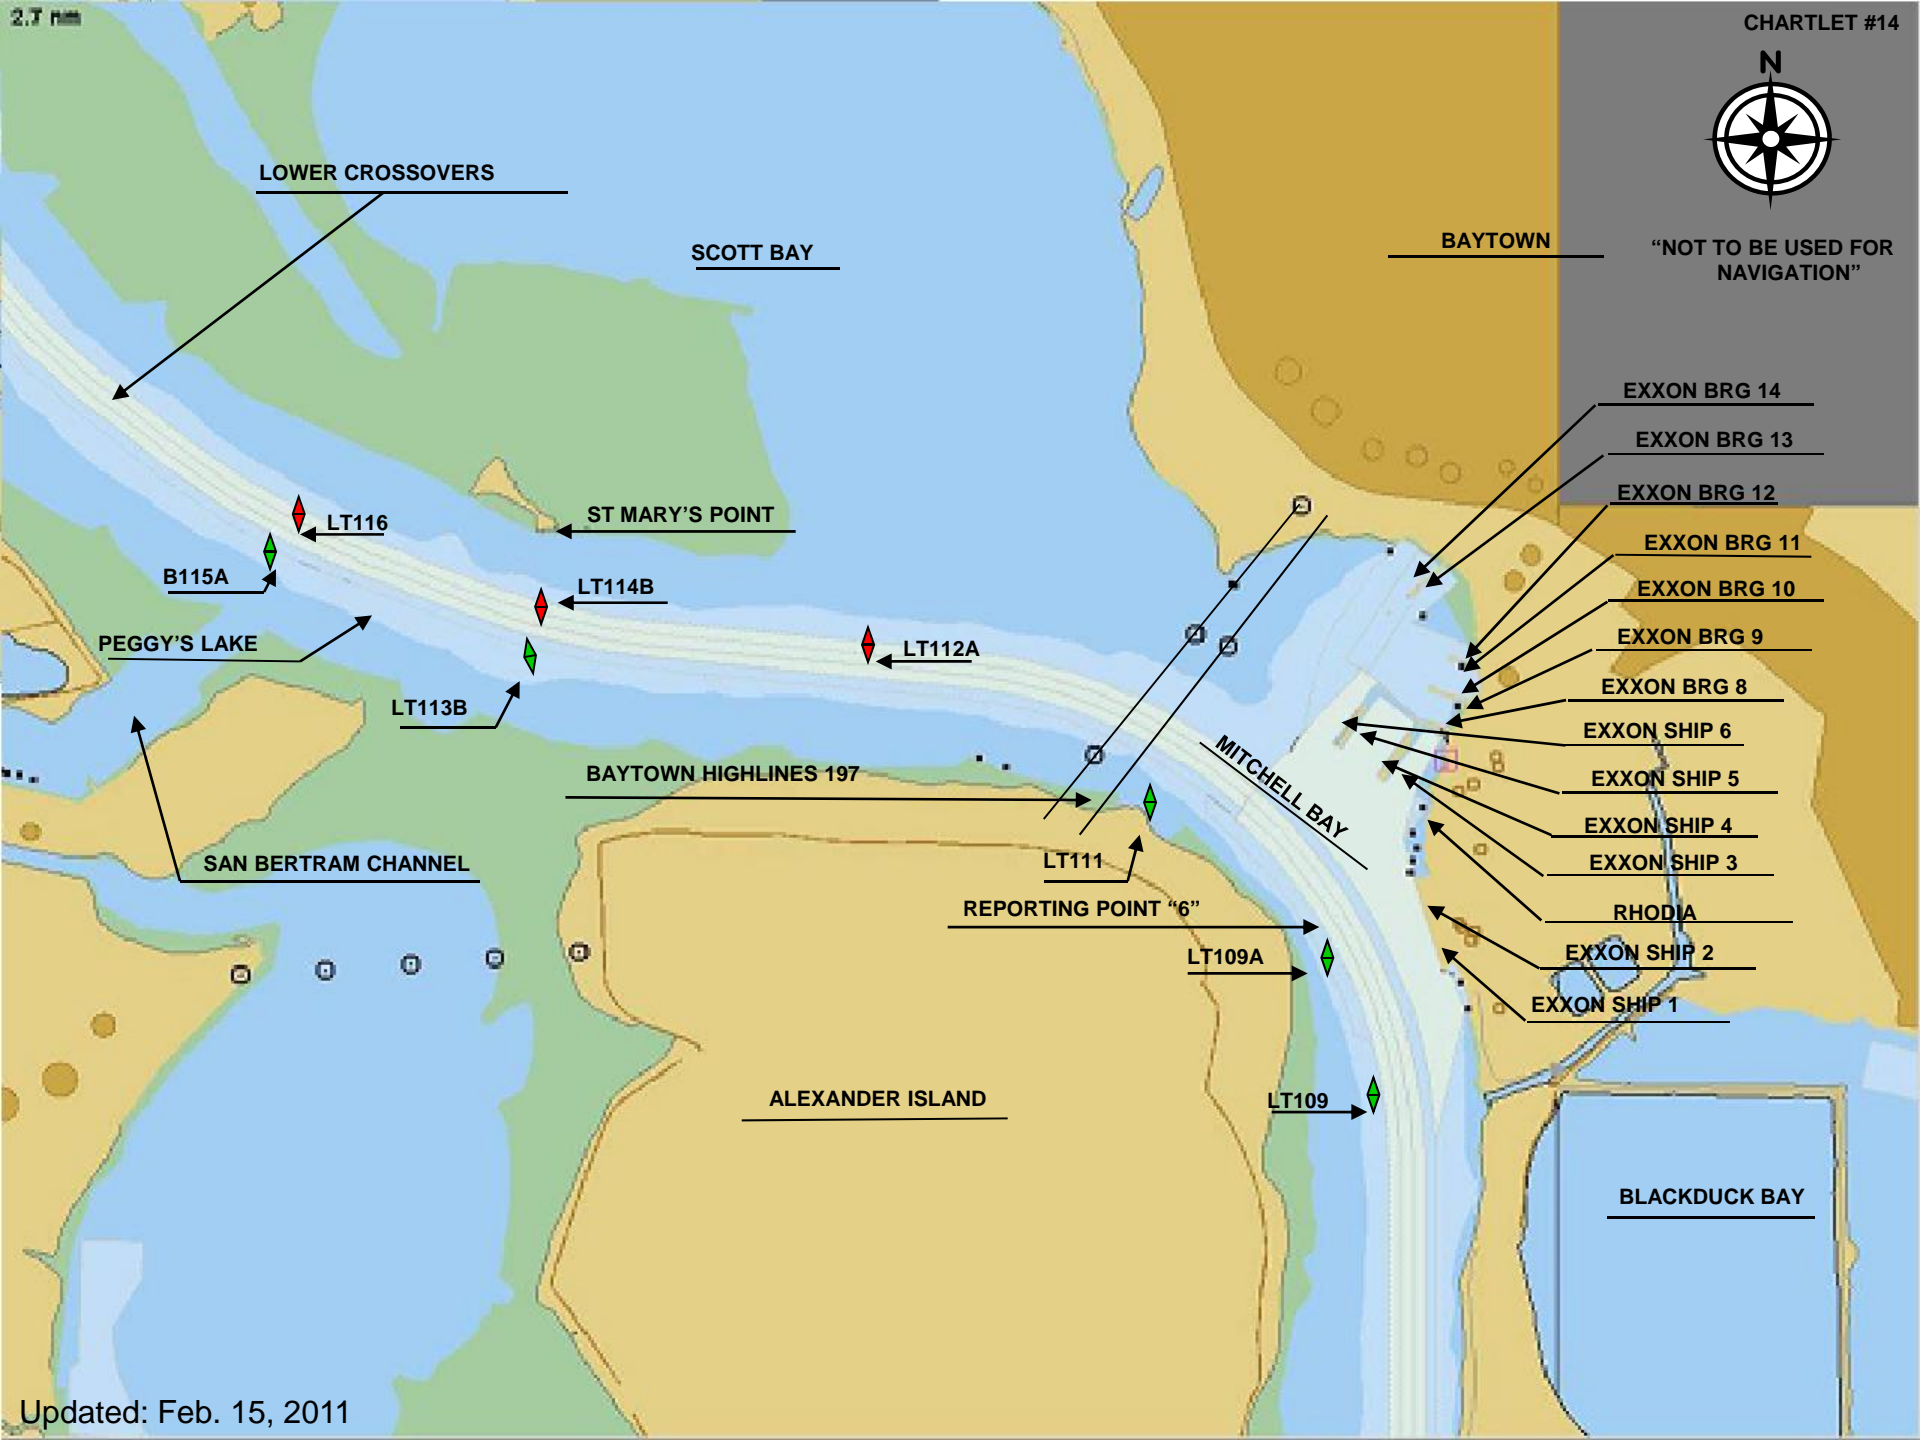 2.7 nm
CHARTLET #14
N
"NOT TO BE USED FOR
NAVIGATION"
LOWER CROSSOVERS
SCOTT BAY
BAYTOWN
EXXON BRG 14
EXXON BRG 13
EXXON BRG 12
EXXON BRG 11
EXXON BRG 10
EXXON BRG 9
EXXON BRG 8
EXXON SHIP 6
EXXON SHIP 5
EXXON SHIP 4
EXXON SHIP 3
RHODIA
EXXON SHIP 2
EXXON SHIP 1
ST MARY'S POINT
LT116
B115A
LT114B
PEGGY'S LAKE
LT112A
LT113B
MITCHELL BAY
BAYTOWN HIGHLINES 197
SAN BERTRAM CHANNEL
LT111
REPORTING POINT "6"
LT109A
LT109
ALEXANDER ISLAND
BLACKDUCK BAY
Updated: Feb. 15, 2011